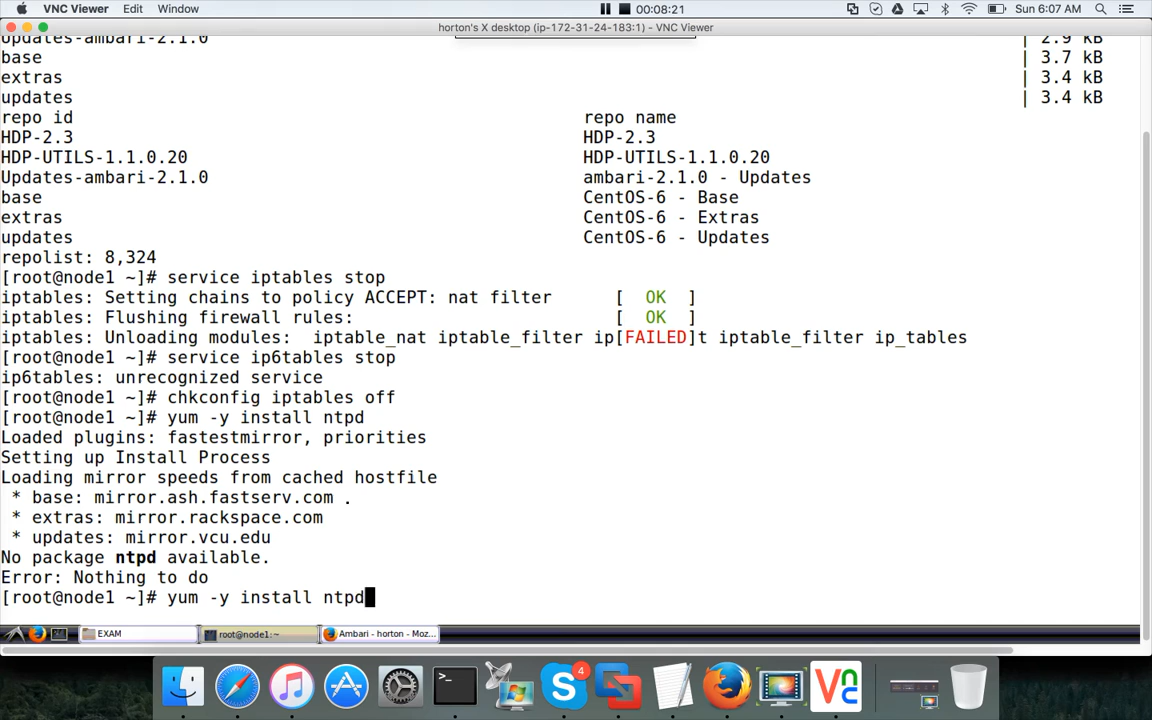 VNC Viewer Edit Window 00:08:21 Sun 6:07 AM
horton's X desktop (ip-172-31-24-183:1) - VNC Viewer
Updates-ambari-2.1.0 | 2.9 kB
base | 3.7 kB
extras | 3.4 kB
updates | 3.4 kB
repo id repo name
HDP-2.3 HDP-2.3
HDP-UTILS-1.1.0.20 HDP-UTILS-1.1.0.20
Updates-ambari-2.1.0 ambari-2.1.0 - Updates
base CentOS-6 - Base
extras CentOS-6 - Extras
updates CentOS-6 - Updates
repolist: 8,324
[root@node1 ~]# service iptables stop
iptables: Setting chains to policy ACCEPT: nat filter [ OK ]
iptables: Flushing firewall rules: [ OK ]
iptables: Unloading modules: iptable_nat iptable_filter ip[FAILED]t iptable_filter ip_tables
[root@node1 ~]# service ip6tables stop
ip6tables: unrecognized service
[root@node1 ~]# chkconfig iptables off
[root@node1 ~]# yum -y install ntpd
Loaded plugins: fastestmirror, priorities
Setting up Install Process
Loading mirror speeds from cached hostfile
* base: mirror.ash.fastserv.com
* extras: mirror.rackspace.com
* updates: mirror.vcu.edu
No package ntpd available.
Error: Nothing to do
[root@node1 ~]# yum -y install ntpd
EXAM root@node1:~ Ambari - horton - Moz...
4